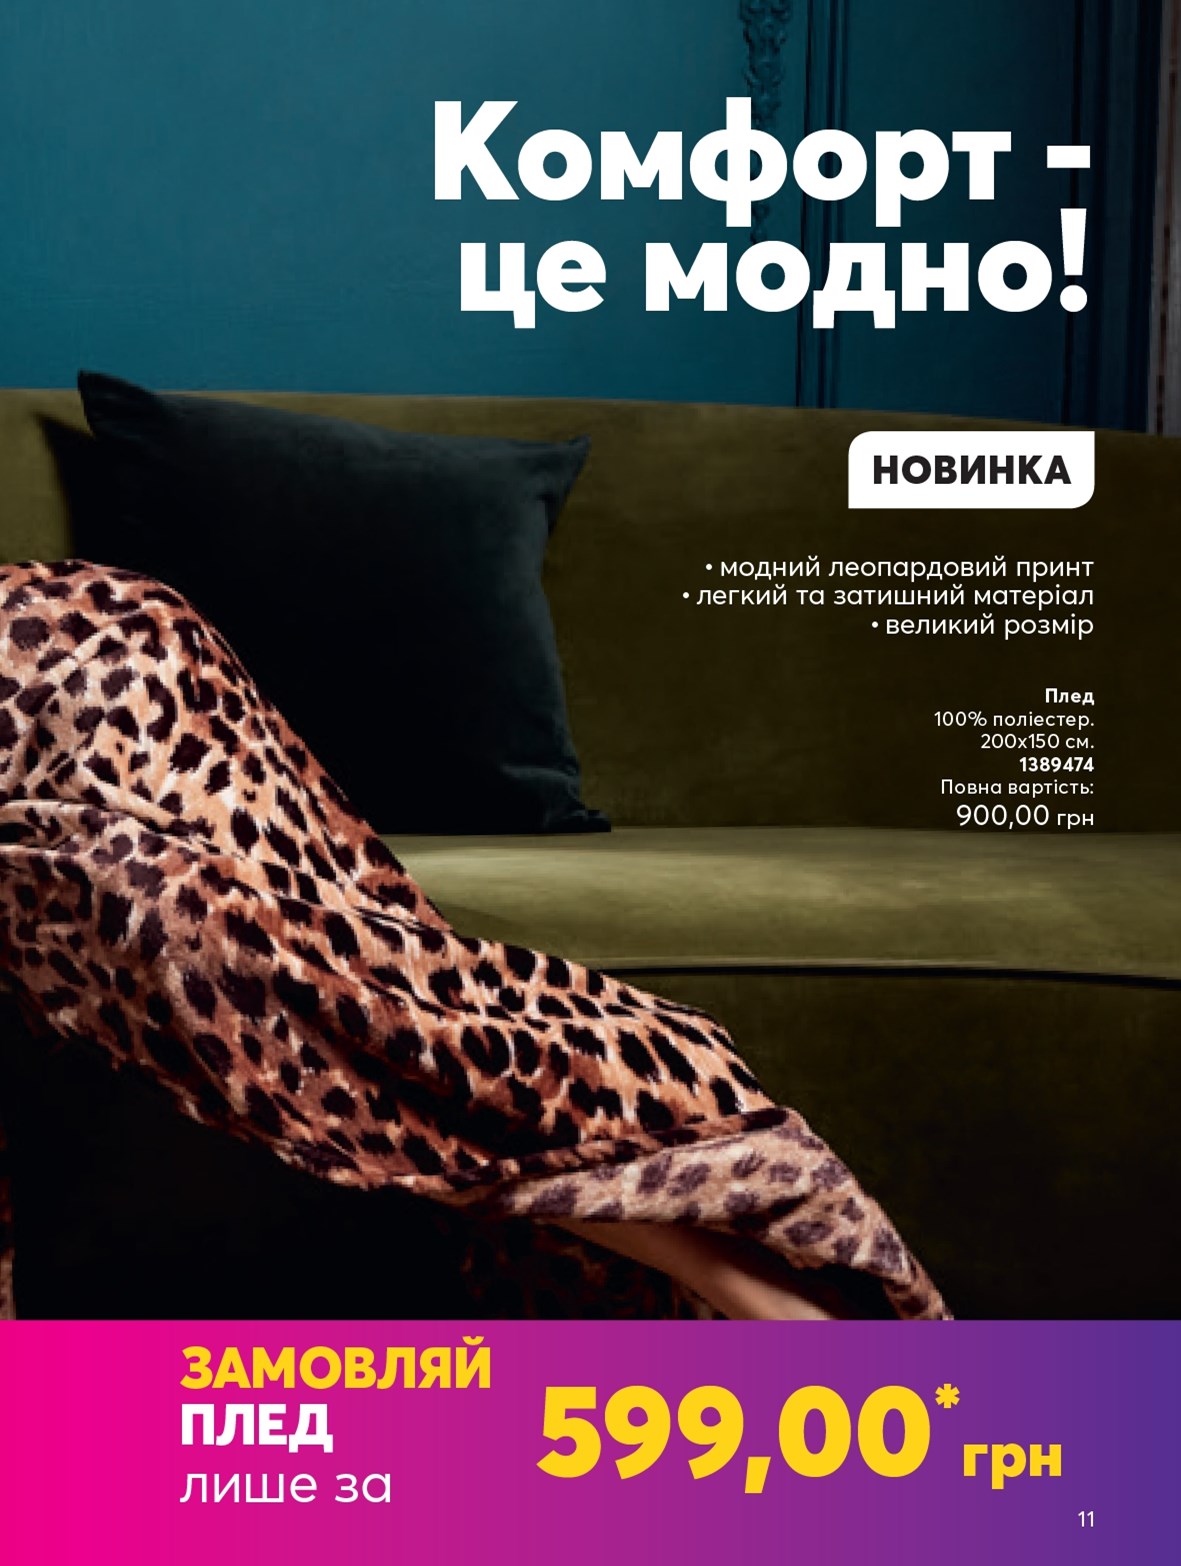 Комфорт -
це модно!
НОВИНКА
• модний леопардовий принт
• легкий та затишний матеріал
• великий розмір
Плед
100% поліестер.
200х150 см.
1389474
Повна вартість:
900,00 грн
ЗАМОВЛЯЙ
ПЛЕД
лише за
599,00* грн
11